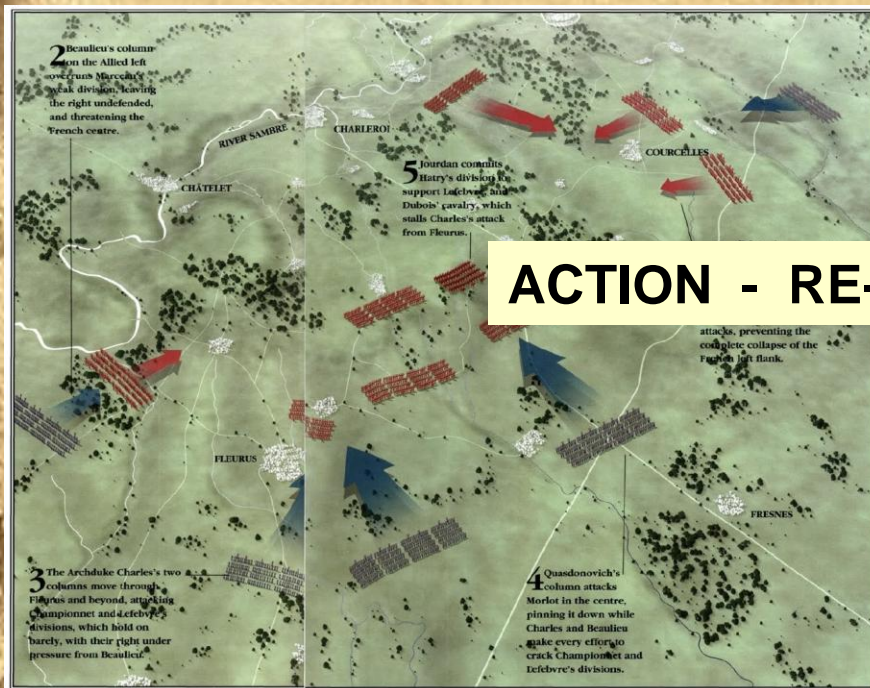 2 Beaulieu's column
on the Allied left
overruns Marceau's
weak division, leaving
the right undefended,
and threatening the
French centre.
RIVER SAMBRE
CHARLEROI
CHÂTELET
COURCELLES
5 Jourdan commits
Hatry's division to
support Lefebvre, and
Dubois' cavalry, which
stalls Charles's attack
from Fleurus.
ACTION - RE-
attacks, preventing the
complete collapse of the
French left flank.
FLEURUS
FRESNES
3 The Archduke Charles's two
columns move through
Fleurus and beyond, attacking
Championnet and Lefebvre's
divisions, which hold on
barely, with their right under
pressure from Beaulieu.
4 Quasdonovich's
column attacks
Morlot in the centre,
pinning it down while
Charles and Beaulieu
make every effort to
crack Championnet and
Lefebvre's divisions.